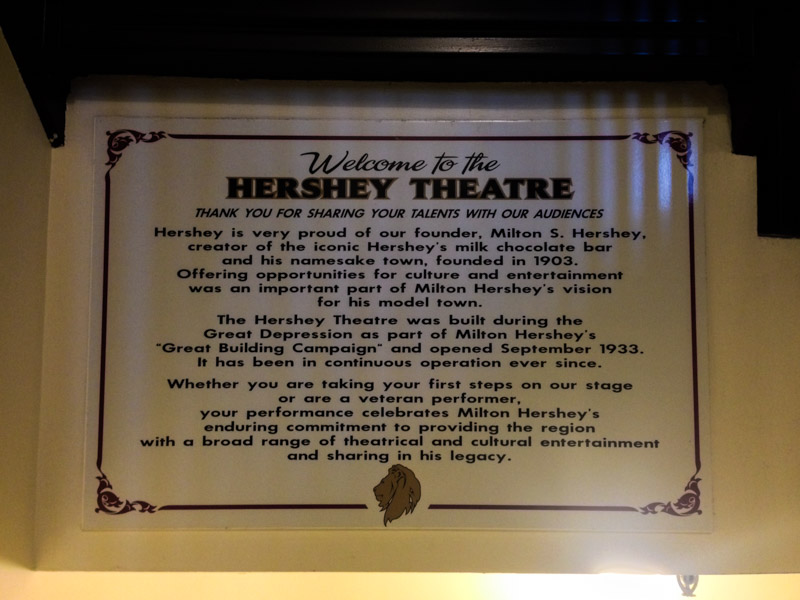 Welcome to the
HERSHEY THEATRE
THANK YOU FOR SHARING YOUR TALENTS WITH OUR AUDIENCES
Hershey is very proud of our founder, Milton S. Hershey,
creator of the iconic Hershey's milk chocolate bar
and his namesake town, founded in 1903.
Offering opportunities for culture and entertainment
was an important part of Milton Hershey's vision
for his model town.
The Hershey Theatre was built during the
Great Depression as part of Milton Hershey's
"Great Building Campaign" and opened September 1933.
It has been in continuous operation ever since.
Whether you are taking your first steps on our stage
or are a veteran performer,
your performance celebrates Milton Hershey's
enduring commitment to providing the region
with a broad range of theatrical and cultural entertainment
and sharing in his legacy.